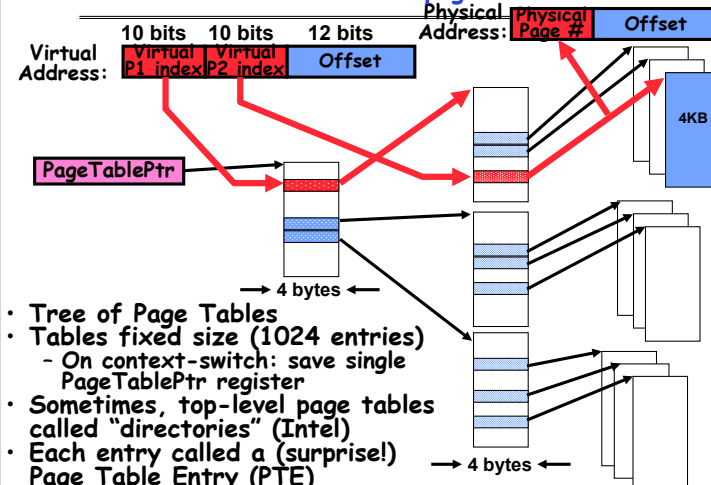 Physical
Address:
Physical
Page #
Offset
10 bits 10 bits 12 bits
Virtual
Address:
Virtual
P1 index
Virtual
P2 index
Offset
4KB
PageTablePtr
4 bytes
• Tree of Page Tables
• Tables fixed size (1024 entries)
– On context-switch: save single
PageTablePtr register
• Sometimes, top-level page tables
called “directories” (Intel)
• Each entry called a (surprise!)
Page Table Entry (PTE)
4 bytes